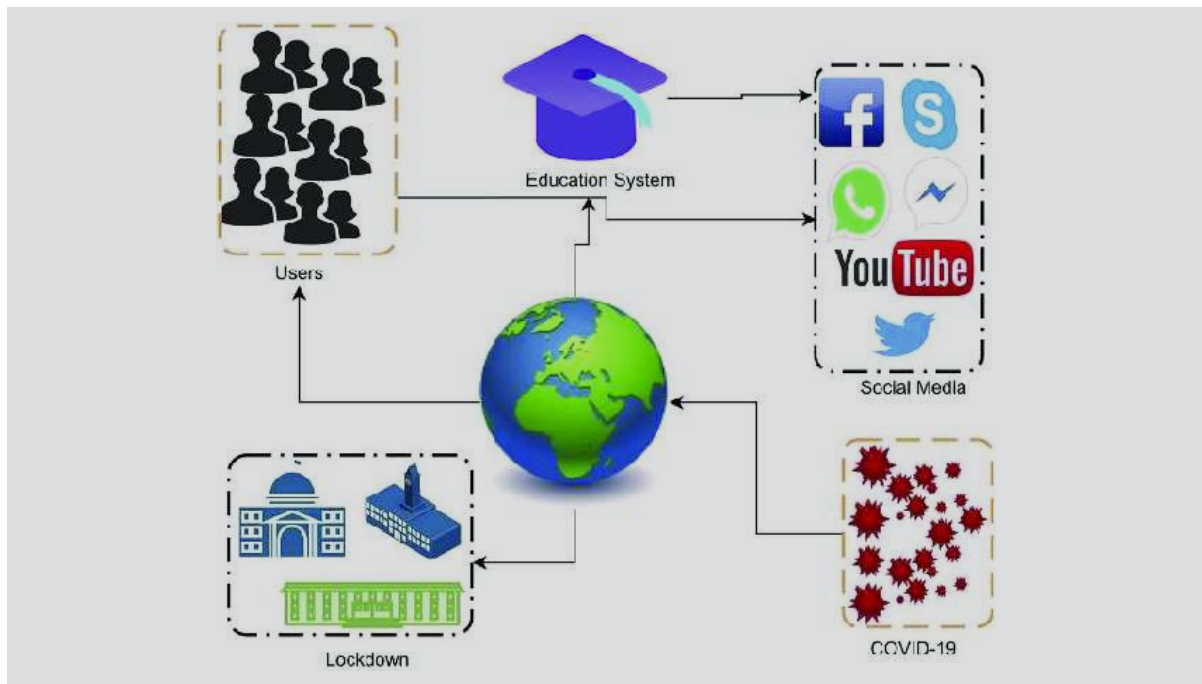 Education System
f
S
Users
YouTube
Social Media
Lockdown
COVID-19